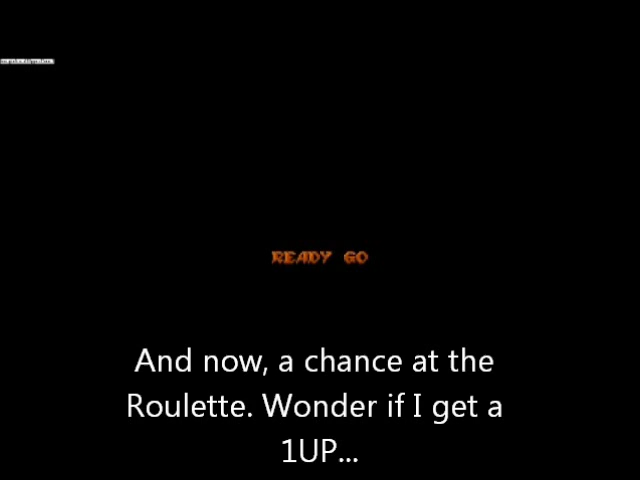 READY GO
And now, a chance at the
Roulette. Wonder if I get a
1UP...